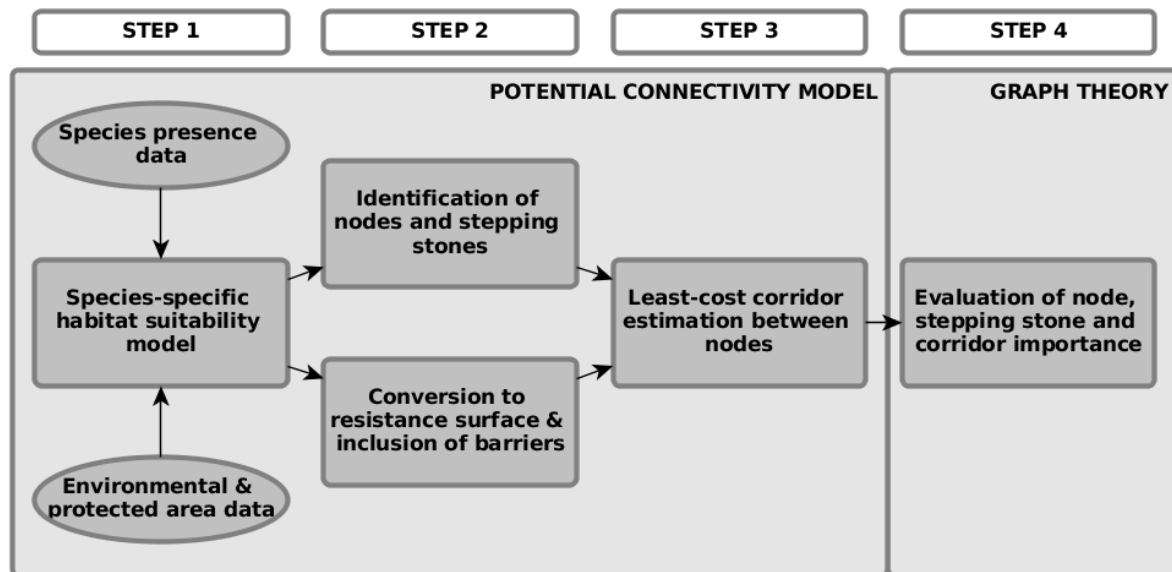 STEP 1
STEP 2
STEP 3
STEP 4
POTENTIAL CONNECTIVITY MODEL
GRAPH THEORY
Species presence
data
Species-specific
habitat suitability
model
Environmental &
protected area data
Identification of
nodes and stepping
stones
Conversion to
resistance surface &
inclusion of barriers
Least-cost corridor
estimation between
nodes
Evaluation of node,
stepping stone and
corridor importance